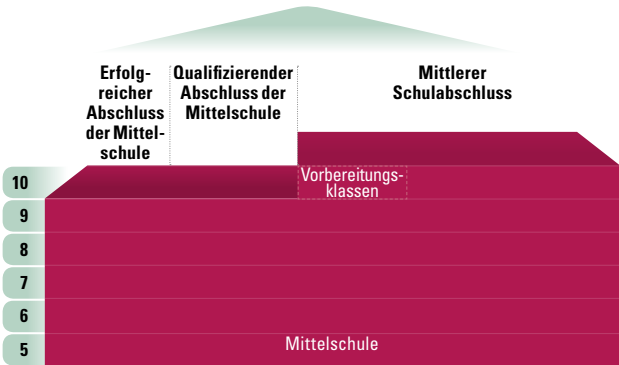 Erfolg-
reicher
Abschluss
der Mittel-
schule
Qualifizierender
Abschluss der
Mittelschule
Mittlerer
Schulabschluss
10
Vorbereitungs-
klassen
9
8
7
6
5
Mittelschule